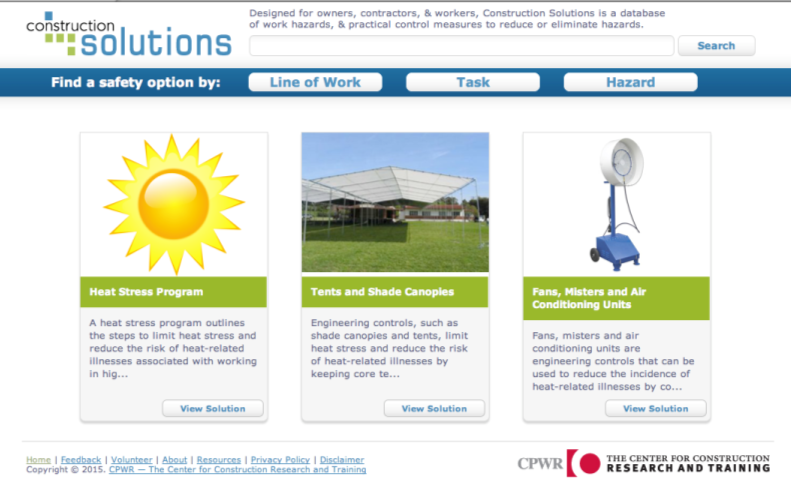 construction
solutions
Designed for owners, contractors, & workers, Construction Solutions is a database
of work hazards, & practical control measures to reduce or eliminate hazards.
Search
Find a safety option by:
Line of Work
Task
Hazard
Heat Stress Program
A heat stress program outlines
the steps to limit heat stress and
reduce the risk of heat-related
illnesses associated with working
in hig...
View Solution
Tents and Shade Canopies
Engineering controls, such as
shade canopies and tents, limit
heat stress and reduce the risk
of heat-related illnesses by
keeping core te...
View Solution
Fans, Misters and Air
Conditioning Units
Fans, misters and air
conditioning units are
engineering controls that can be
used to reduce the incidence of
heat-related illnesses by co...
View Solution
Home | Feedback | Volunteer | About | Resources | Privacy Policy | Disclaimer
Copyright © 2015. CPWR — The Center for Construction Research and Training
CPWR
THE CENTER FOR CONSTRUCTION
RESEARCH AND TRAINING